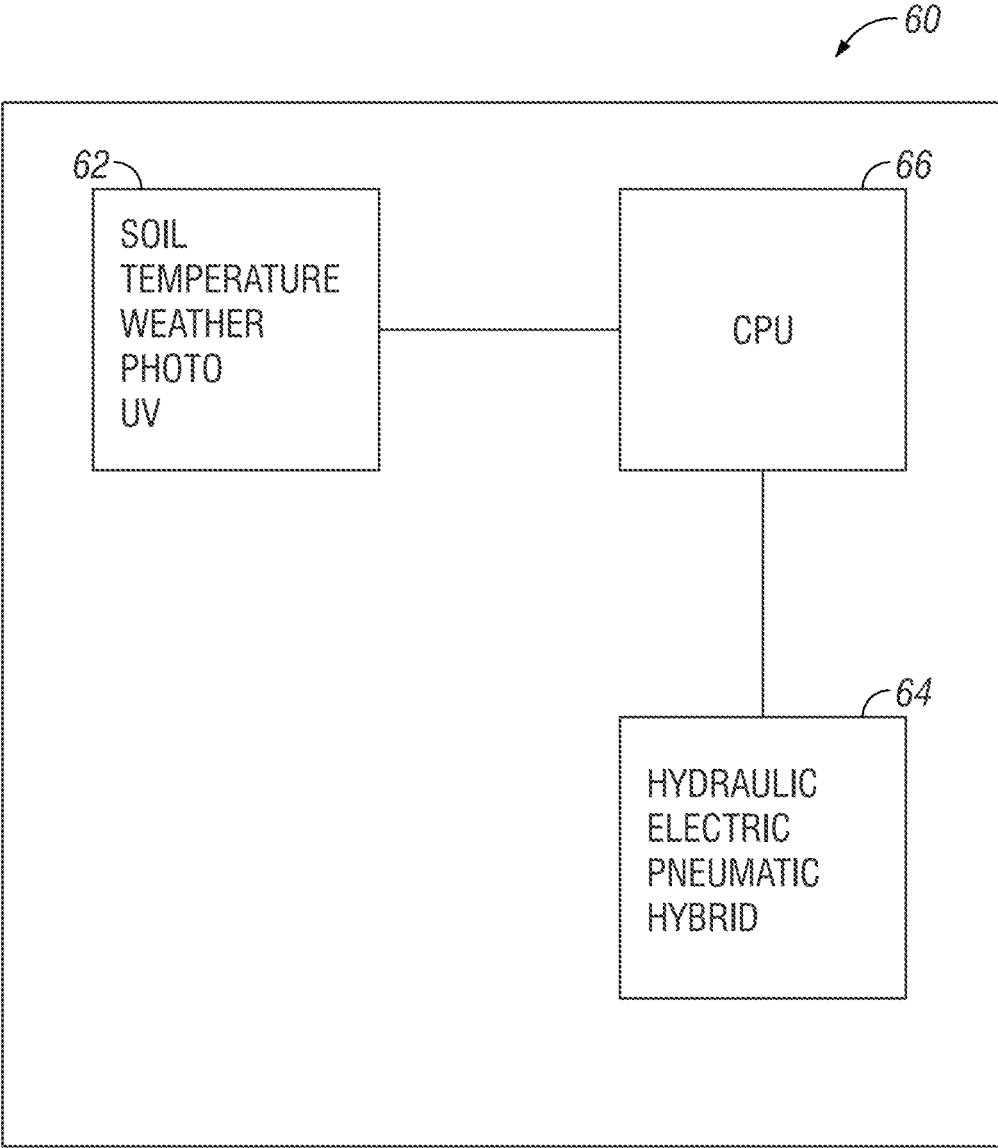 60
62
SOIL
TEMPERATURE
WEATHER
PHOTO
UV
66
CPU
64
HYDRAULIC
ELECTRIC
PNEUMATIC
HYBRID